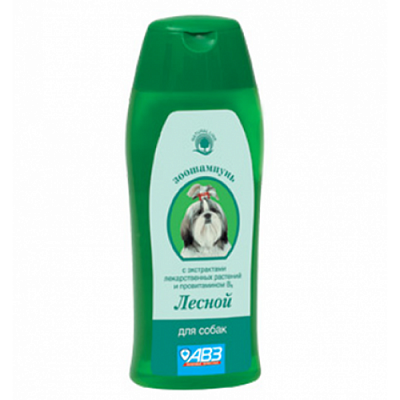 зоошампунь
с экстрактами
лекарственных растений
и провитамином B₅
Лесной
для собак
АВЗ